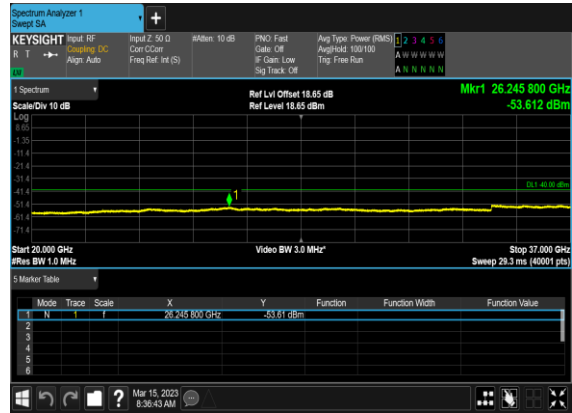 Spectrum Analyzer 1
Swept SA
+
KEYSIGHT Input: RF Input Z: 50 Ω #Atten: 10 dB PNO: Fast Avg Type: Power (RMS) 1 2 3 4 5 6
R T Coupling: DC Corr CCorr Gate: Off Avg|Hold: 100/100 A W W W W W
Align: Auto Freq Ref: Int (S) IF Gain: Low Trig: Free Run
LXI Sig Track: Off A N N N N N
1 Spectrum Ref Lvl Offset 18.65 dB Mkr1 26.245 800 GHz
Scale/Div 10 dB Ref Level 18.65 dBm -53.612 dBm
Log
8.65
-1.35
-11.4
-21.4
-31.4
-41.4 DL1 -40.00 dBm
1
-51.4
-61.4
-71.4
Start 20.000 GHz Video BW 3.0 MHz* Stop 37.000 GHz
#Res BW 1.0 MHz Sweep 29.3 ms (40001 pts)
5 Marker Table
Mode Trace Scale X Y Function Function Width Function Value
1 N 1 f 26.245 800 GHz -53.61 dBm
2
3
4
5
6
? Mar 15, 2023
8:36:43 AM